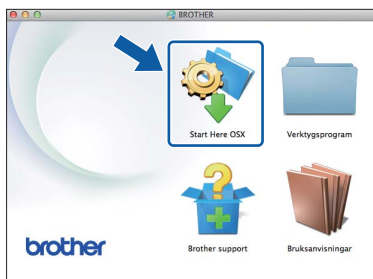 BROTHER
Start Here OSX
Verktygsprogram
Brother support
Bruksanvisningar
brother